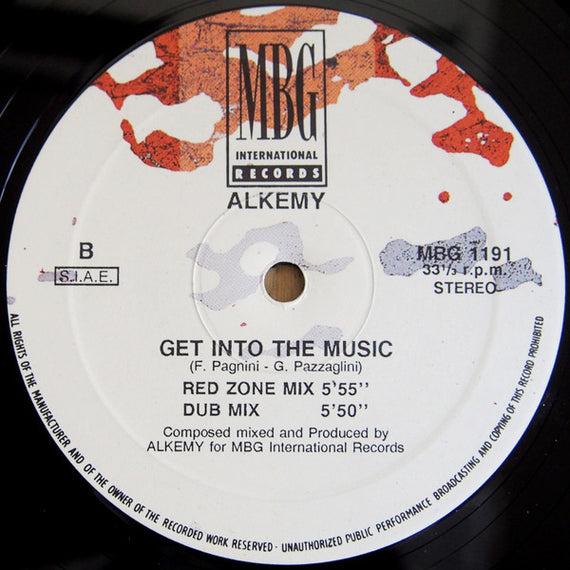 MBG
INTERNATIONAL
RECORDS
ALKEMY
B
S.I.A.E.
MBG 1191
33⅓ r.p.m.
STEREO
GET INTO THE MUSIC
(F. Pagnini - G. Pazzaglini)
RED ZONE MIX 5'55''
DUB MIX 5'50''
Composed mixed and Produced by
ALKEMY for MBG International Records
ALL RIGHTS OF THE MANUFACTURER AND OF THE OWNER OF THE RECORDED WORK RESERVED · UNAUTHORIZED PUBLIC PERFORMANCE BROADCASTING AND COPYING OF THIS RECORD PROHIBITED